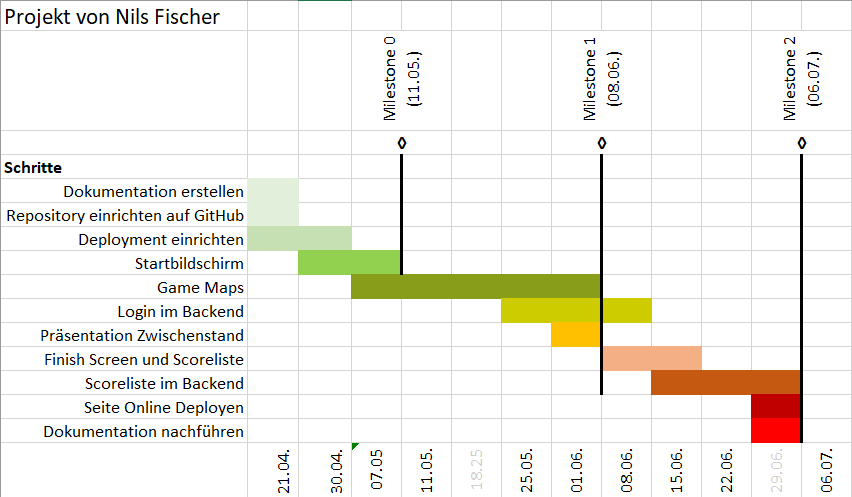 Projekt von Nils Fischer
Milestone 0
(11.05.)
Milestone 1
(08.06.)
Milestone 2
(06.07.)
Schritte
Dokumentation erstellen
Repository einrichten auf GitHub
Deployment einrichten
Startbildschirm
Game Maps
Login im Backend
Präsentation Zwischenstand
Finish Screen und Scoreliste
Scoreliste im Backend
Seite Online Deployen
Dokumentation nachführen
21.04.
30.04.
07.05
11.05.
18.25
25.05.
01.06.
08.06.
15.06.
22.06.
29.06.
06.07.